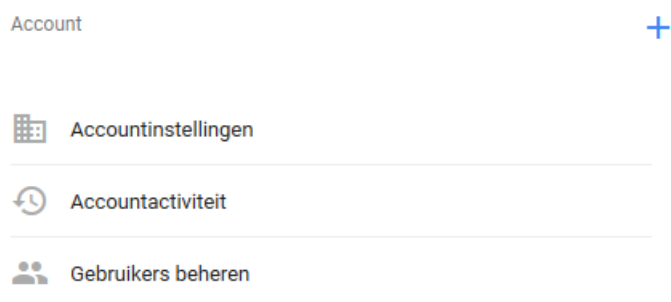 Account
Accountinstellingen
Accountactiviteit
Gebruikers beheren